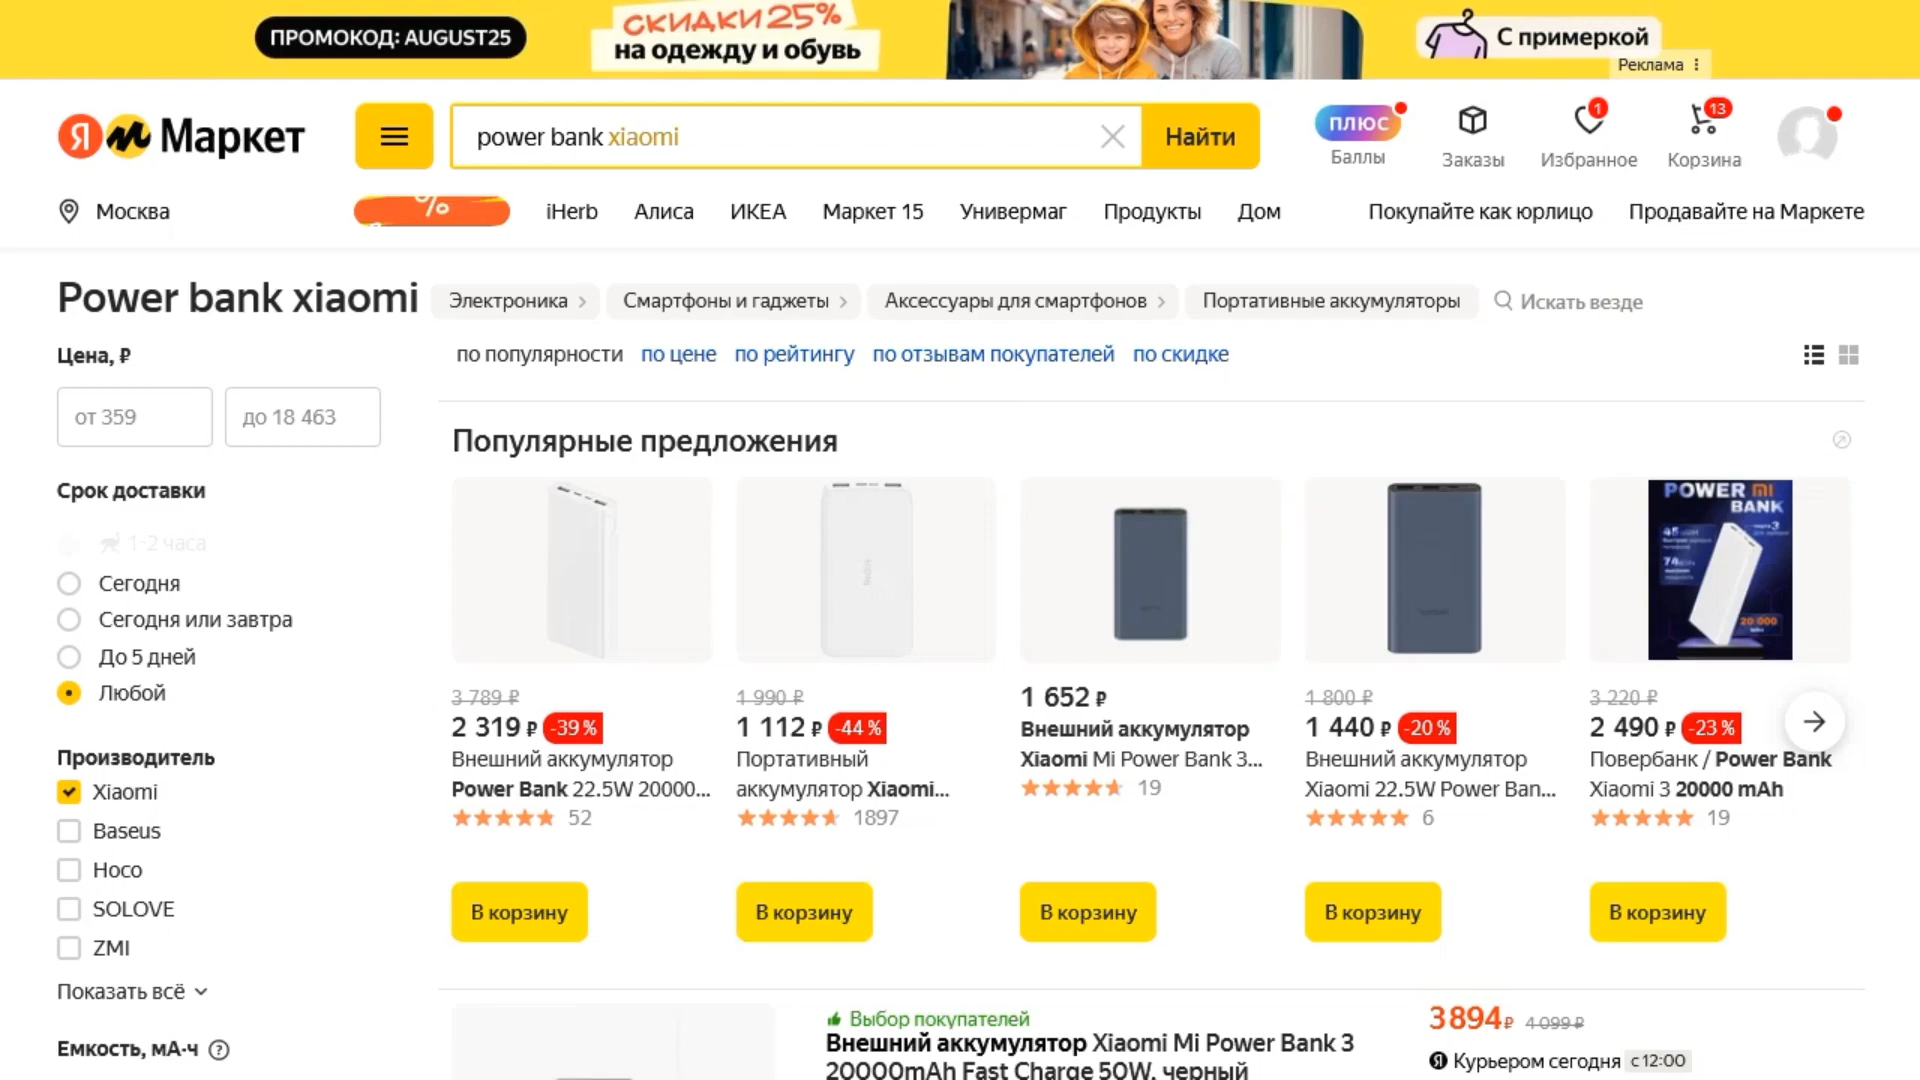 ПРОМОКОД: AUGUST25
СКИДКИ 25%
на одежду и обувь
С примеркой
Реклама
Я М Маркет
power bank xiaomi
Найти
плюс
Баллы
Заказы
1
Избранное
13
Корзина
Москва
%
iHerb
Алиса
ИКЕА
Маркет 15
Универмаг
Продукты
Дом
Покупайте как юрлицо
Продавайте на Маркете
Power bank xiaomi
Электроника
Смартфоны и гаджеты
Аксессуары для смартфонов
Портативные аккумуляторы
Искать везде
Цена, ₽
от 359
до 18 463
Срок доставки
1-2 часа
Сегодня
Сегодня или завтра
До 5 дней
Любой
Производитель
Xiaomi
Baseus
Hoco
SOLOVE
ZMI
Показать всё
Емкость, мА·ч ?
по популярности
по цене
по рейтингу
по отзывам покупателей
по скидке
Популярные предложения
3 789 ₽
2 319 ₽ -39 %
Внешний аккумулятор
Power Bank 22.5W 20000...
52
В корзину
Redmi
1 990 ₽
1 112 ₽ -44 %
Портативный
аккумулятор Xiaomi...
1897
В корзину
1 652 ₽
Внешний аккумулятор
Xiaomi Mi Power Bank 3...
19
В корзину
1 800 ₽
1 440 ₽ -20 %
Внешний аккумулятор
Xiaomi 22.5W Power Ban...
6
В корзину
POWER MI
BANK
20 000
3 220 ₽
2 490 ₽ -23 %
Повербанк / Power Bank
Xiaomi 3 20000 mAh
19
В корзину
Выбор покупателей
Внешний аккумулятор Xiaomi Mi Power Bank 3
20000mAh Fast Charge 50W, черный
3 894 ₽ 4 099 ₽
Я Курьером сегодня с 12:00